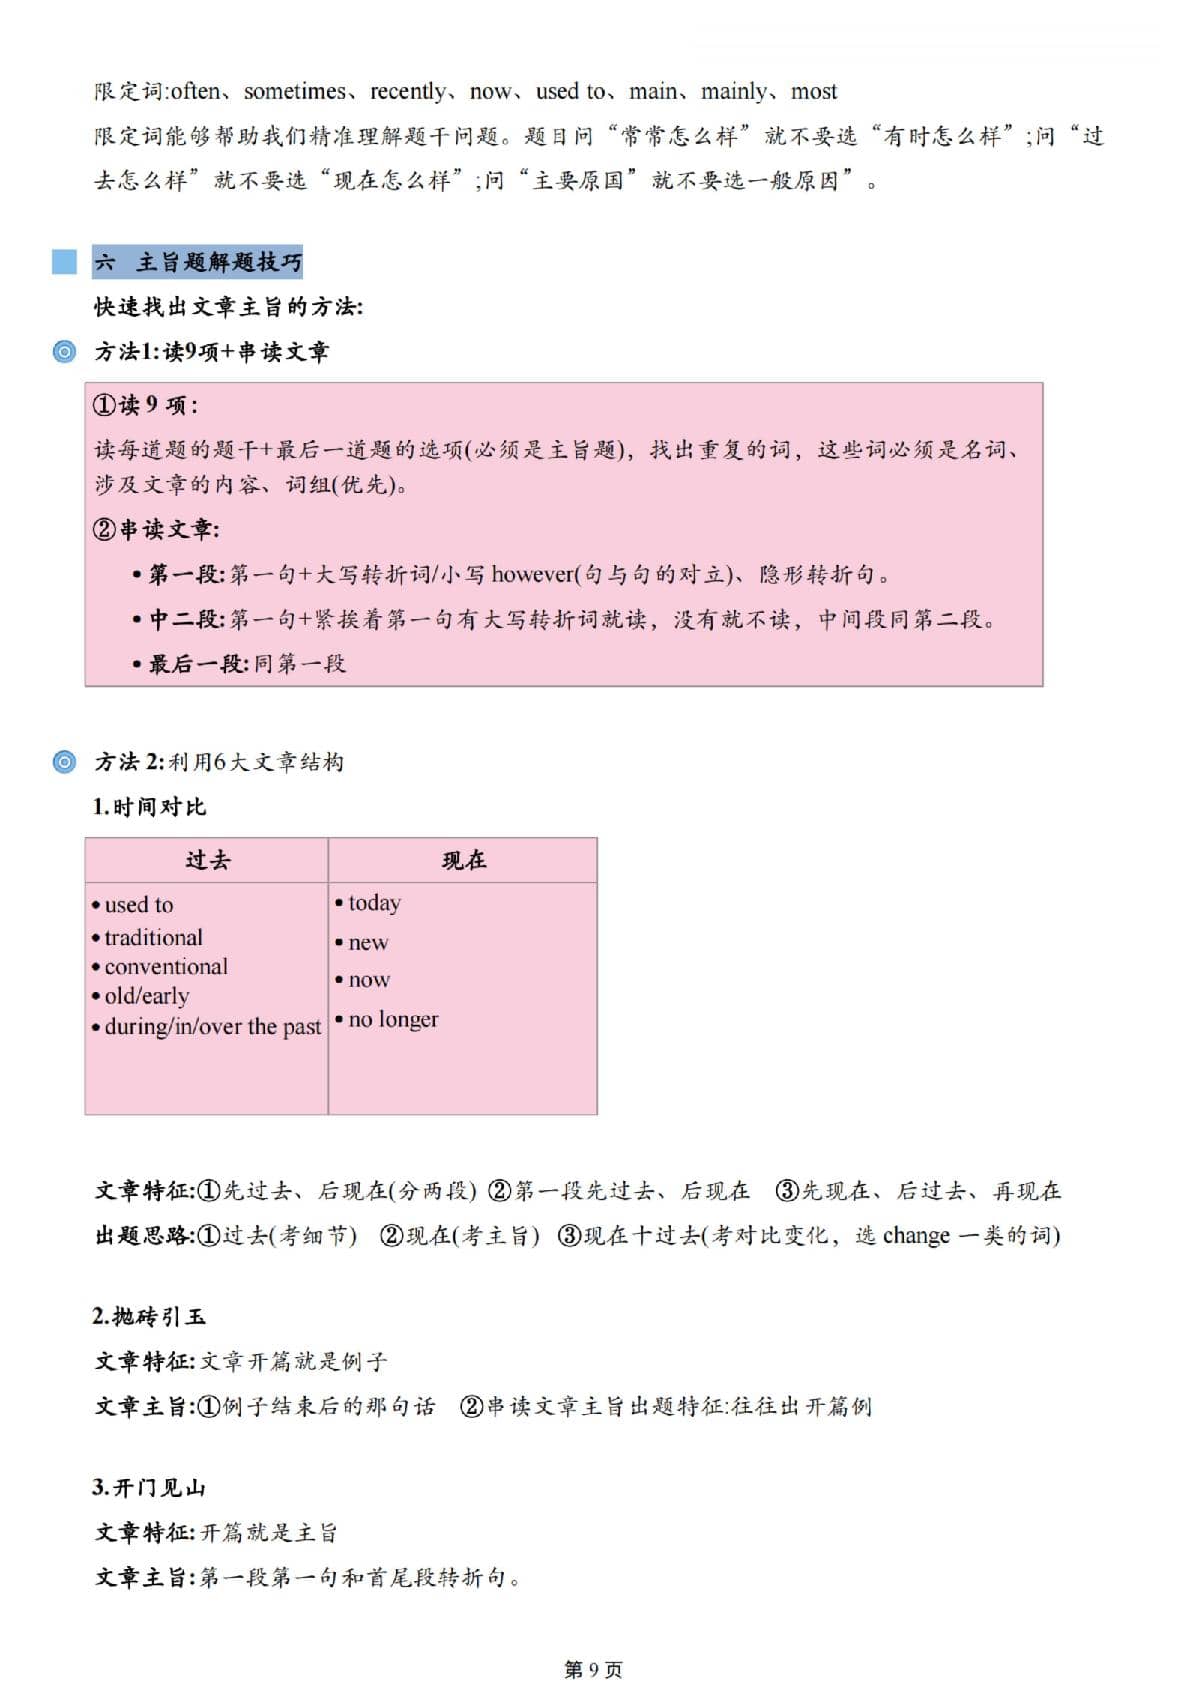 限定词:often、sometimes、recently、now、used to、main、mainly、most
限定词能够帮助我们精准理解题干问题。题目问“常常怎么样”就不要选“有时怎么样”;问“过
去怎么样”就不要选“现在怎么样”;问“主要原因”就不要选一般原因”。
六 主旨题解题技巧
快速找出文章主旨的方法:
方法1:读9项+串读文章
①读 9 项:
读每道题的题干+最后一道题的选项(必须是主旨题)，找出重复的词，这些词必须是名词、
涉及文章的内容、词组(优先)。
②串读文章:
•第一段:第一句+大写转折词/小写 however(句与句的对立)、隐形转折句。
•中二段:第一句+紧挨着第一句有大写转折词就读，没有就不读，中间段同第二段。
•最后一段:同第一段
方法 2:利用6大文章结构
1.时间对比
过去
现在
•used to
•traditional
•conventional
•old/early
•during/in/over the past
•today
•new
•now
•no longer
文章特征:①先过去、后现在(分两段) ②第一段先过去、后现在 ③先现在、后过去、再现在
出题思路:①过去(考细节) ②现在(考主旨) ③现在十过去(考对比变化，选 change 一类的词)
2.抛砖引玉
文章特征:文章开篇就是例子
文章主旨:①例子结束后的那句话 ②串读文章主旨出题特征:往往出开篇例
3.开门见山
文章特征:开篇就是主旨
文章主旨:第一段第一句和首尾段转折句。
第 9 页